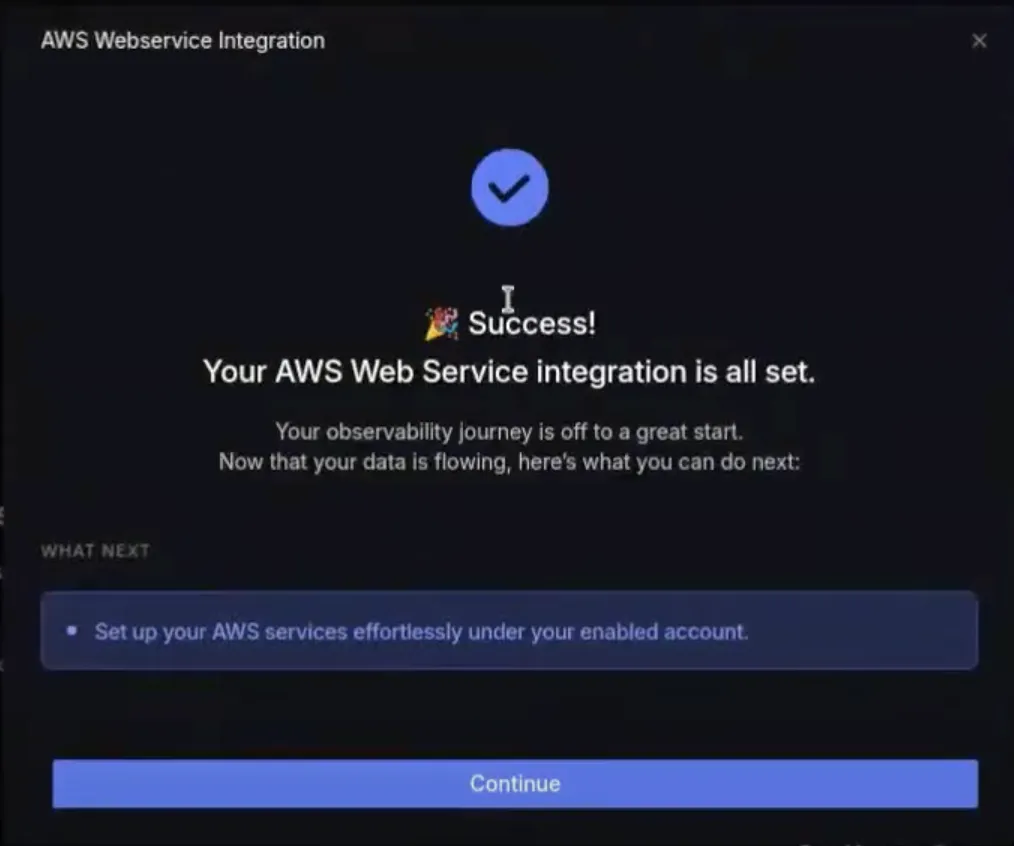 AWS Webservice Integration
🎉 Success!
Your AWS Web Service integration is all set.
Your observability journey is off to a great start.
Now that your data is flowing, here's what you can do next:
WHAT NEXT
• Set up your AWS services effortlessly under your enabled account.
Continue